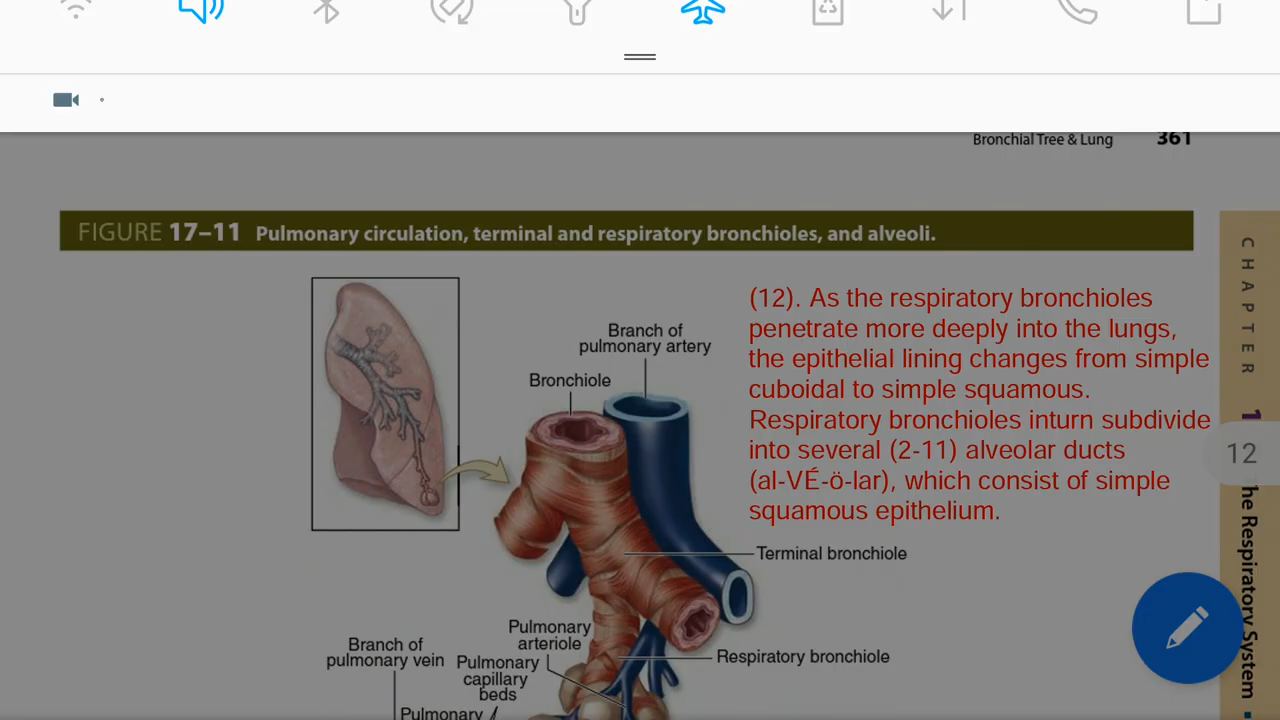 Bronchial Tree & Lung 361
FIGURE 17–11 Pulmonary circulation, terminal and respiratory bronchioles, and alveoli.
(12). As the respiratory bronchioles
penetrate more deeply into the lungs,
the epithelial lining changes from simple
cuboidal to simple squamous.
Respiratory bronchioles inturn subdivide
into several (2-11) alveolar ducts
(al-VÉ-ö-lar), which consist of simple
squamous epithelium.
Branch of
pulmonary artery
Bronchiole
Terminal bronchiole
Pulmonary
arteriole
Branch of
pulmonary vein
Pulmonary
capillary
beds
Respiratory bronchiole
Pulmonary
CHAPTER 1
he Respiratory System
12